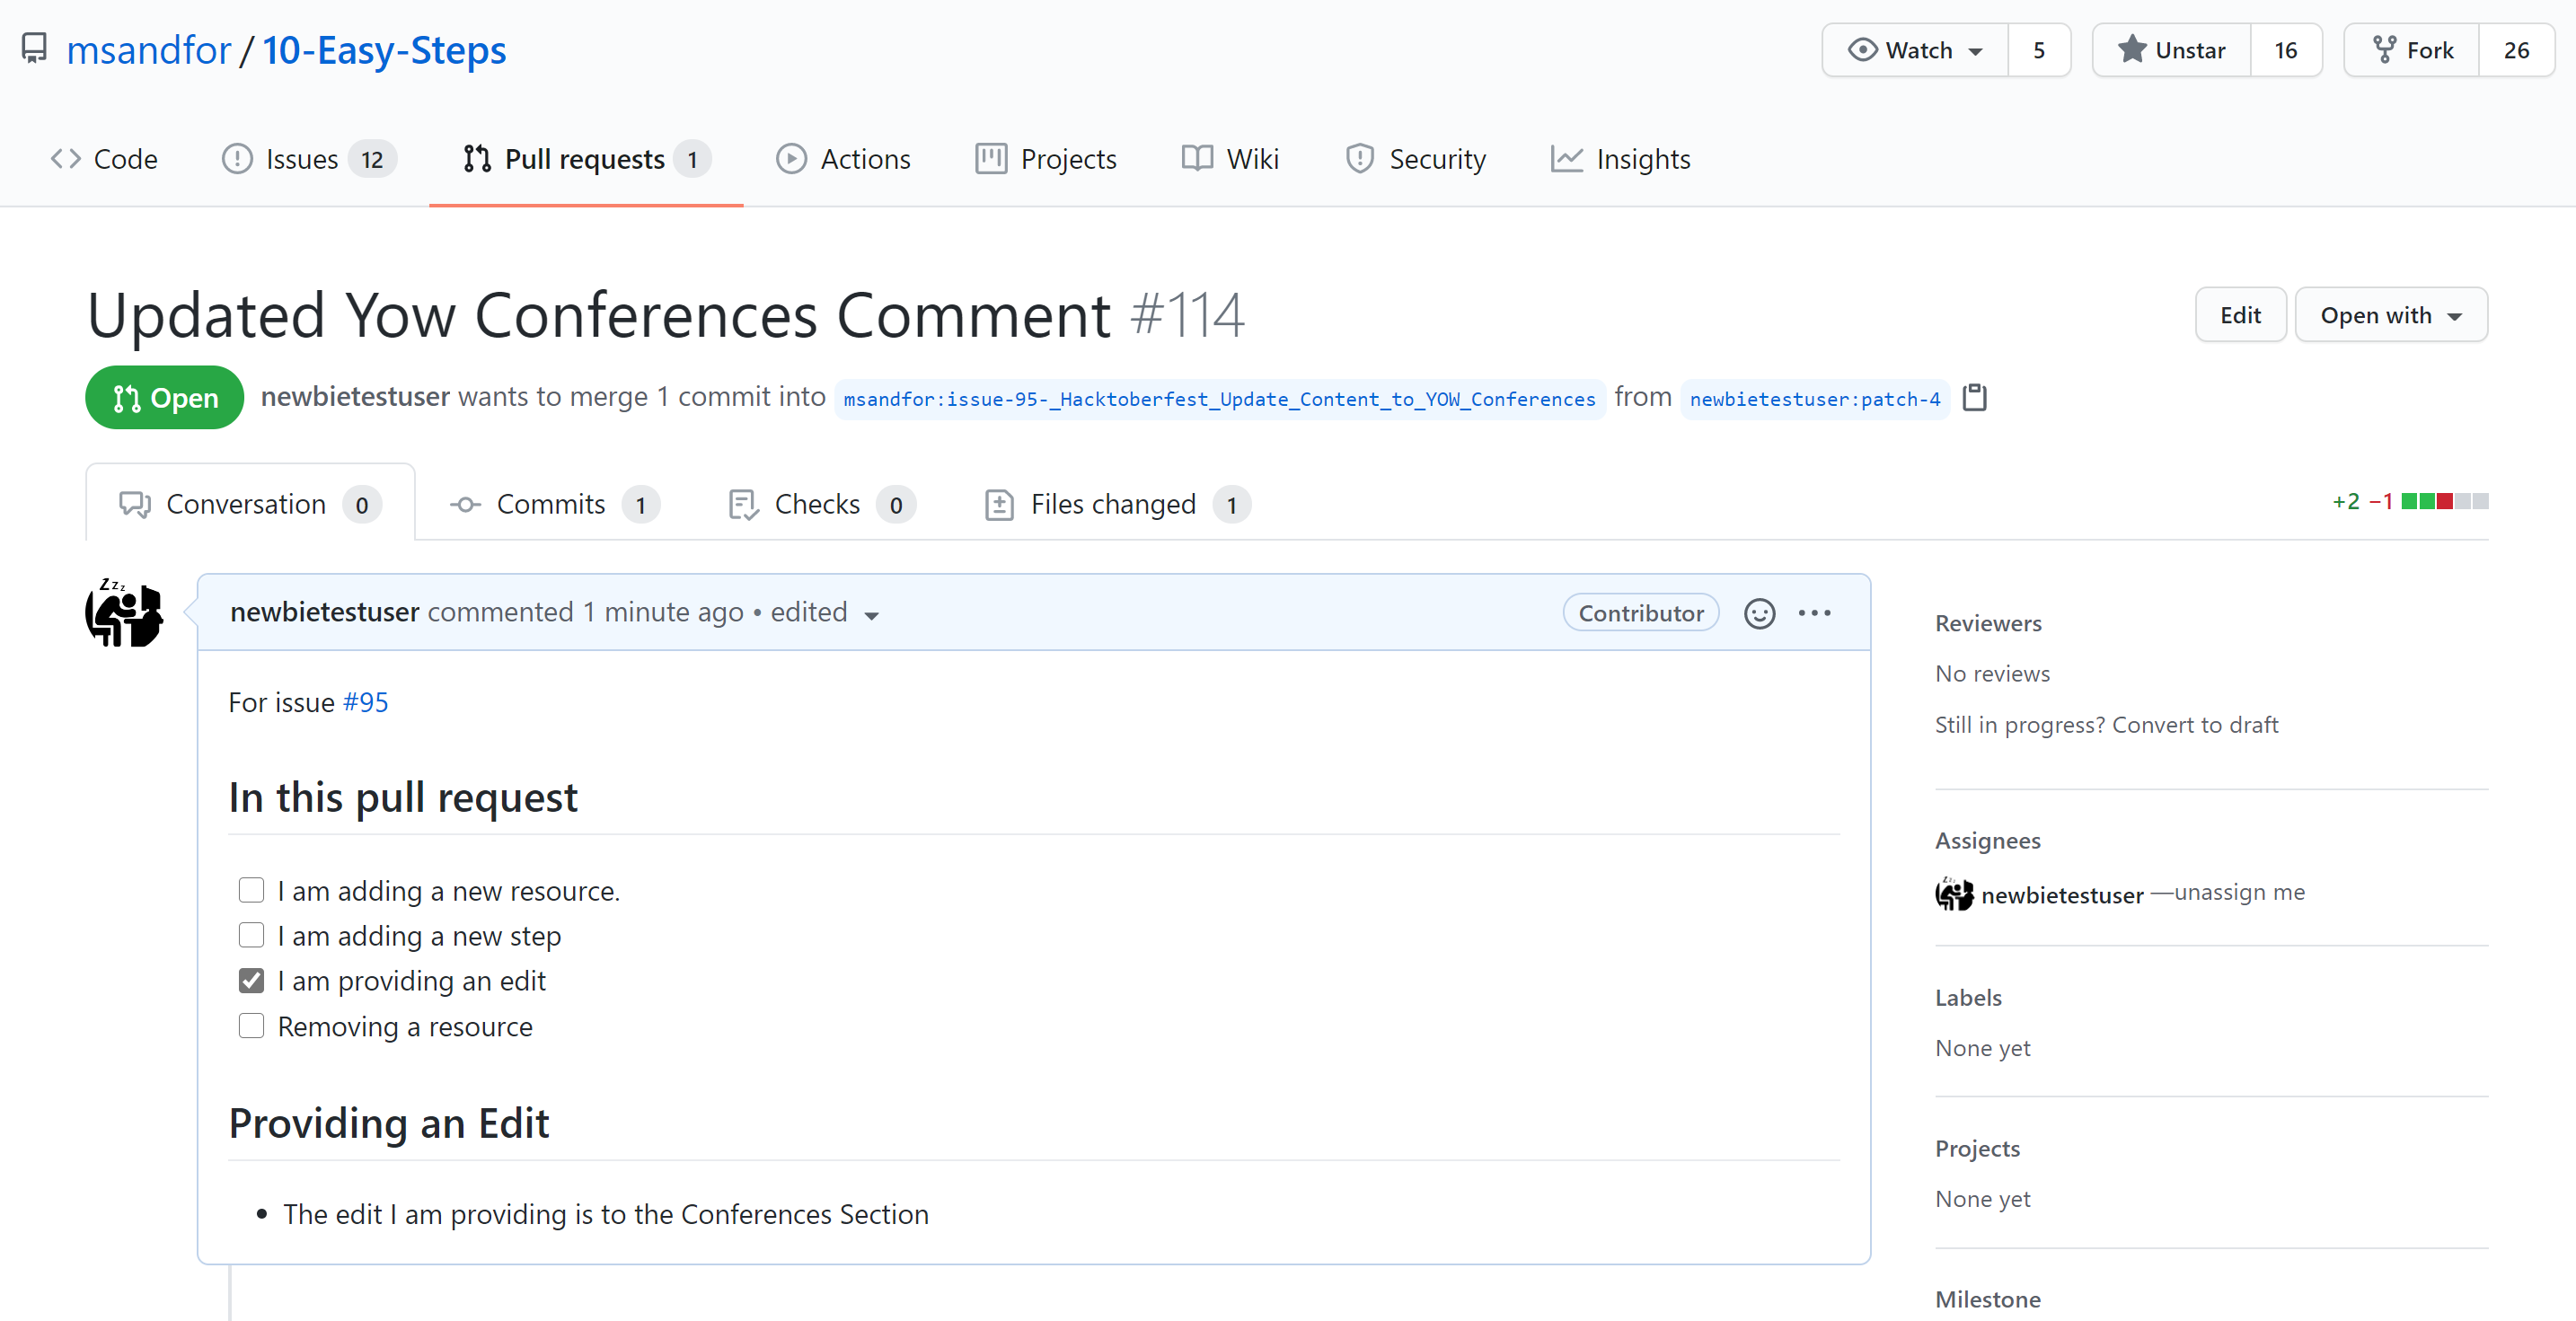 msandfor / 10-Easy-Steps
Watch 5 Unstar 16 Fork 26
Code Issues 12 Pull requests 1 Actions Projects Wiki Security Insights
Updated Yow Conferences Comment #114
Edit Open with
Open newbietestuser wants to merge 1 commit into msandfor:issue-95-_Hacktoberfest_Update_Content_to_YOW_Conferences from newbietestuser:patch-4
Conversation 0 Commits 1 Checks 0 Files changed 1 +2 −1
Zzz
newbietestuser commented 1 minute ago • edited Contributor
For issue #95
In this pull request
I am adding a new resource.
I am adding a new step
I am providing an edit
Removing a resource
Providing an Edit
• The edit I am providing is to the Conferences Section
Reviewers
No reviews
Still in progress? Convert to draft
Assignees
newbietestuser —unassign me
Labels
None yet
Projects
None yet
Milestone